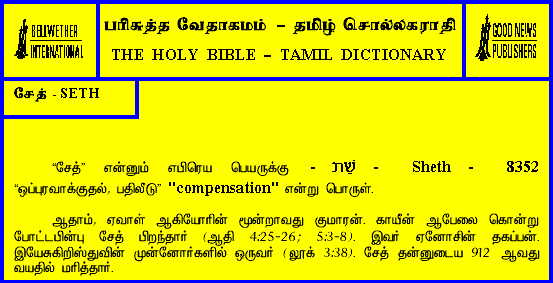 BELLWETHER
INTERNATIONAL
பரிசுத்த வேதாகமம் – தமிழ் சொல்லகராதி
THE HOLY BIBLE – TAMIL DICTIONARY
GOOD NEWS
PUBLISHERS
சேத் - SETH
“சேத்” என்னும் எபிரெய பெயருக்கு - שׁת - Sheth - 8352
“ஒப்புரவாக்குதல், பதிலீடு” "compensation" என்று பொருள்.
ஆதாம், ஏவாள் ஆகியோரின் மூன்றாவது குமாரன். காயீன் ஆபேலை கொன்று
போட்டபின்பு சேத் பிறந்தார் (ஆதி 4:25-26; 5:3-8). இவர் ஏனோசின் தகப்பன்.
இயேசுகிறிஸ்துவின் முன்னோர்களில் ஒருவர் (லூக் 3:38). சேத் தன்னுடைய 912 ஆவது
வயதில் மரித்தார்.